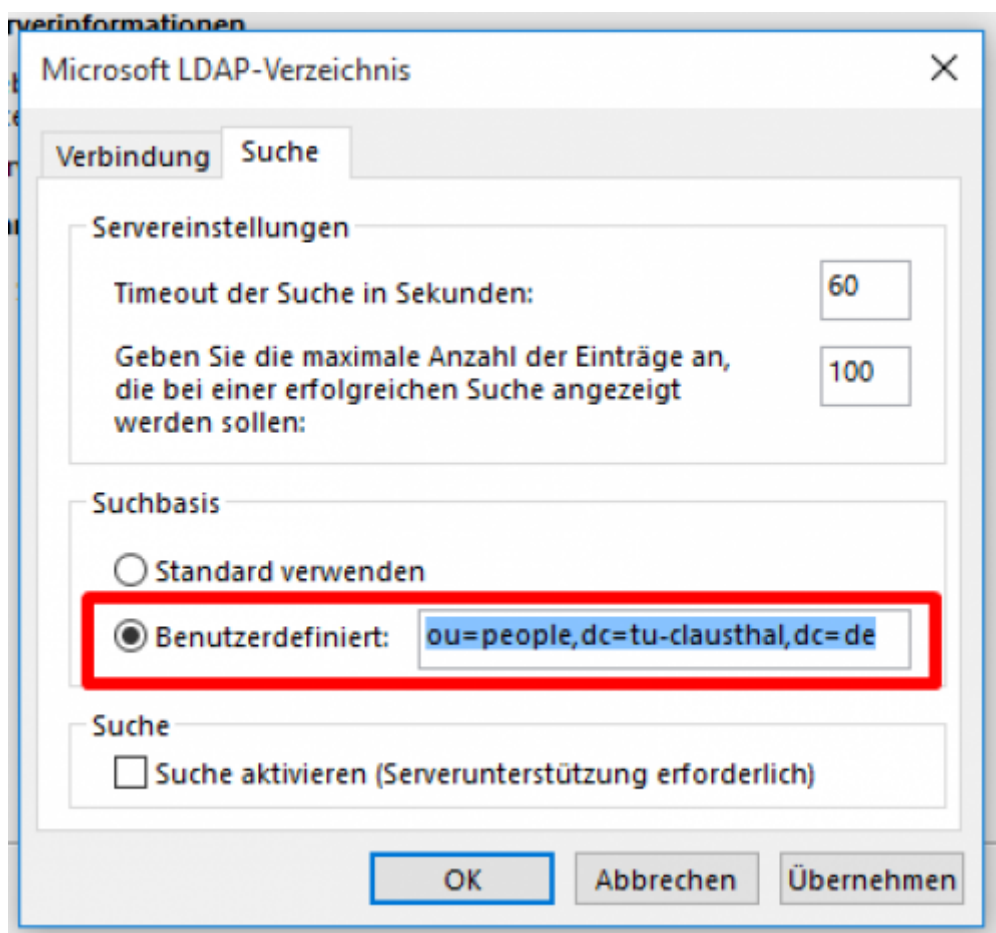 rverinformationen
Microsoft LDAP-Verzeichnis
Verbindung
Suche
Servereinstellungen
Timeout der Suche in Sekunden:
60
Geben Sie die maximale Anzahl der Einträge an,
die bei einer erfolgreichen Suche angezeigt
werden sollen:
100
Suchbasis
Standard verwenden
Benutzerdefiniert:
ou=people,dc=tu-clausthal,dc=de
Suche
Suche aktivieren (Serverunterstützung erforderlich)
OK
Abbrechen
Übernehmen